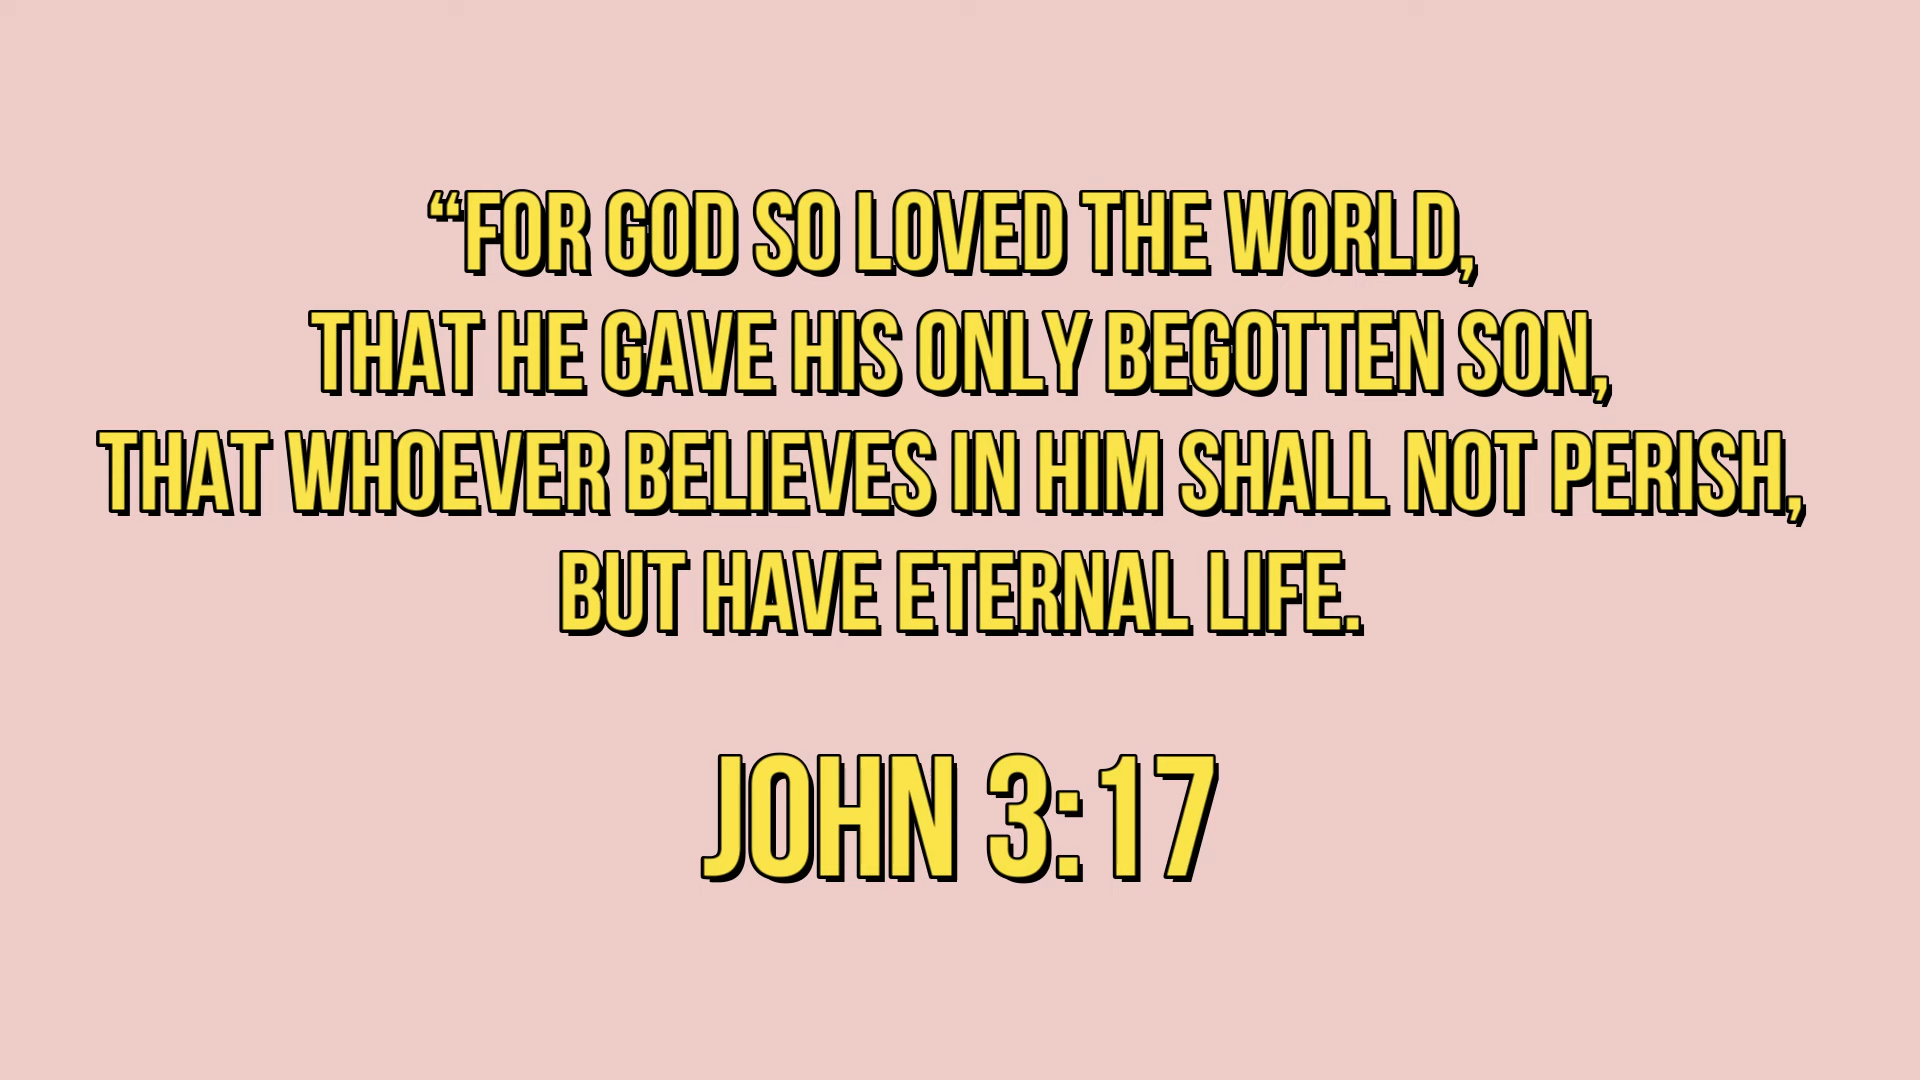 “FOR GOD SO LOVED THE WORLD,
THAT HE GAVE HIS ONLY BEGOTTEN SON,
THAT WHOEVER BELIEVES IN HIM SHALL NOT PERISH,
BUT HAVE ETERNAL LIFE.
JOHN 3:17